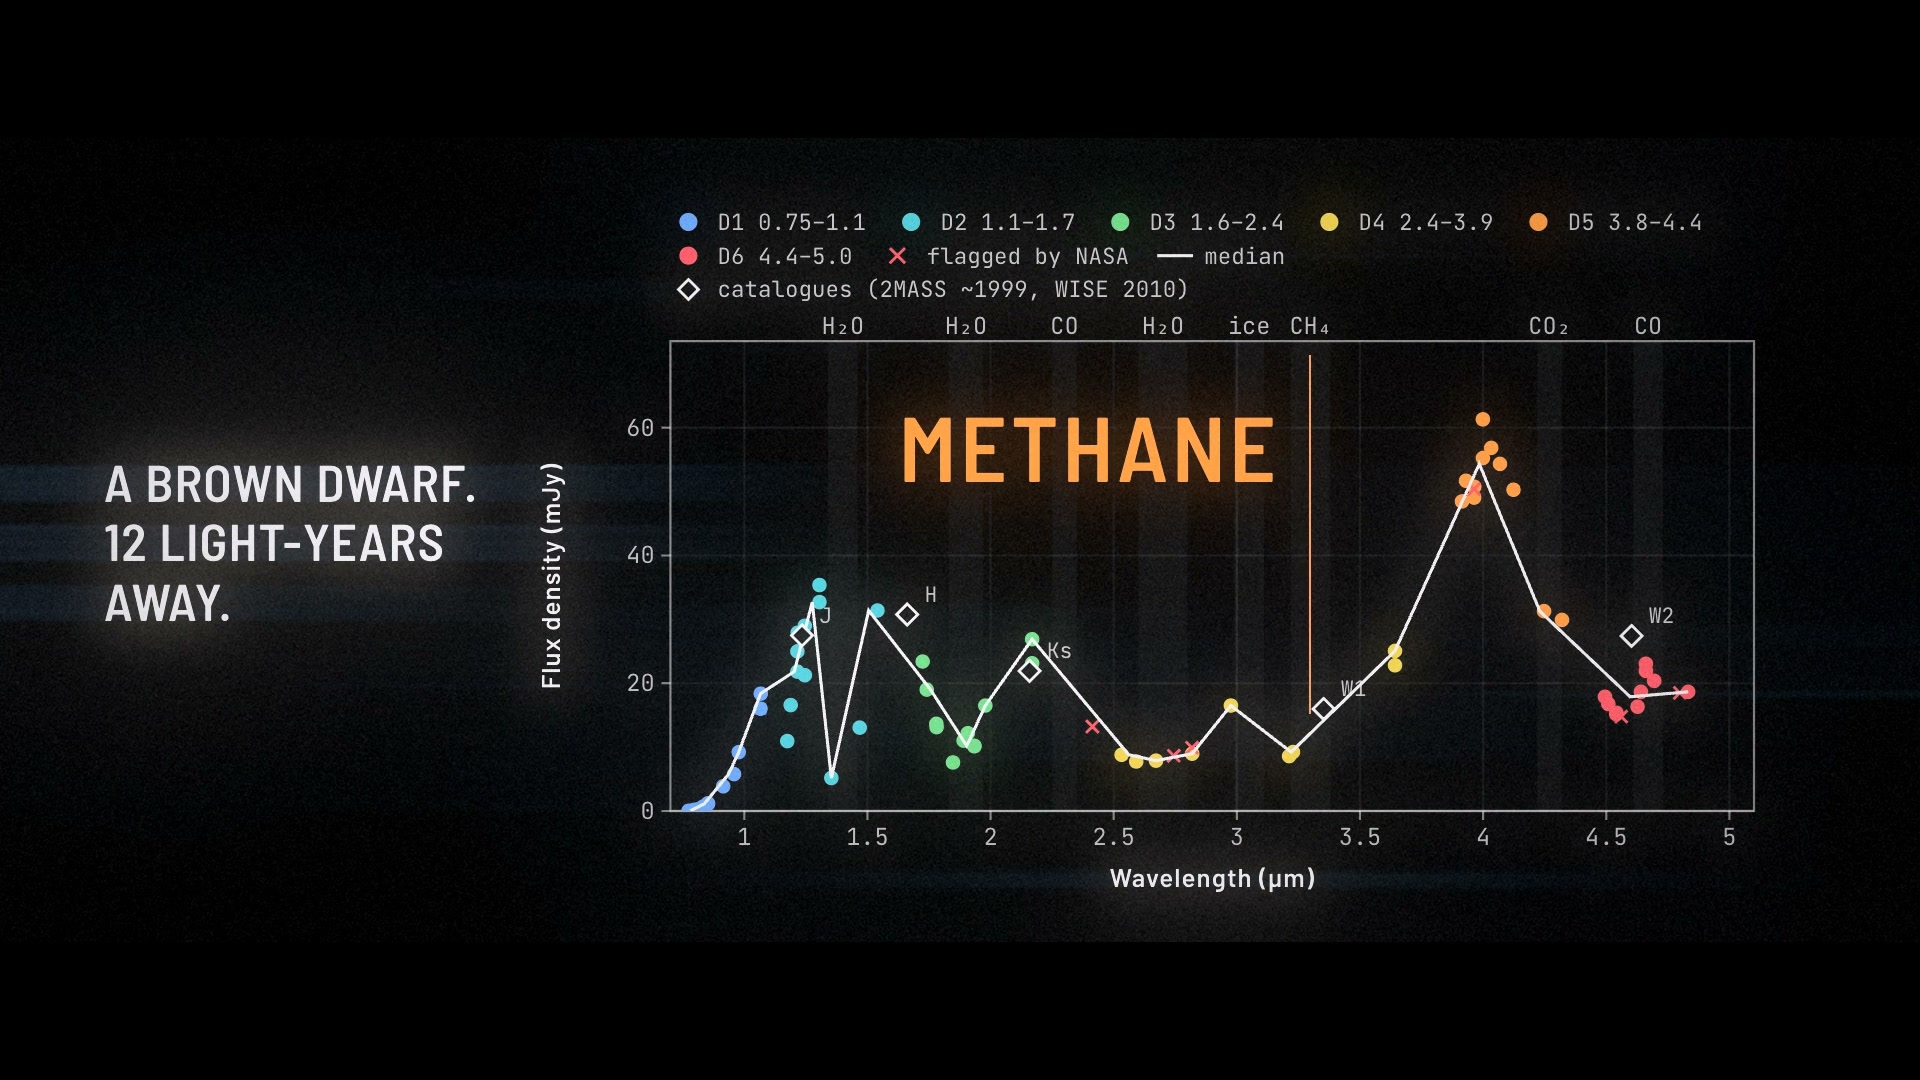 D1 0.75–1.1 D2 1.1–1.7 D3 1.6–2.4 D4 2.4–3.9 D5 3.8–4.4
D6 4.4–5.0 flagged by NASA median
catalogues (2MASS ~1999, WISE 2010)
H₂O H₂O CO H₂O ice CH₄ CO₂ CO
METHANE
A BROWN DWARF.
12 LIGHT-YEARS
AWAY.
Flux density (mJy)
60
40
20
0
J
H
Ks
W1
W2
1 1.5 2 2.5 3 3.5 4 4.5 5
Wavelength (μm)